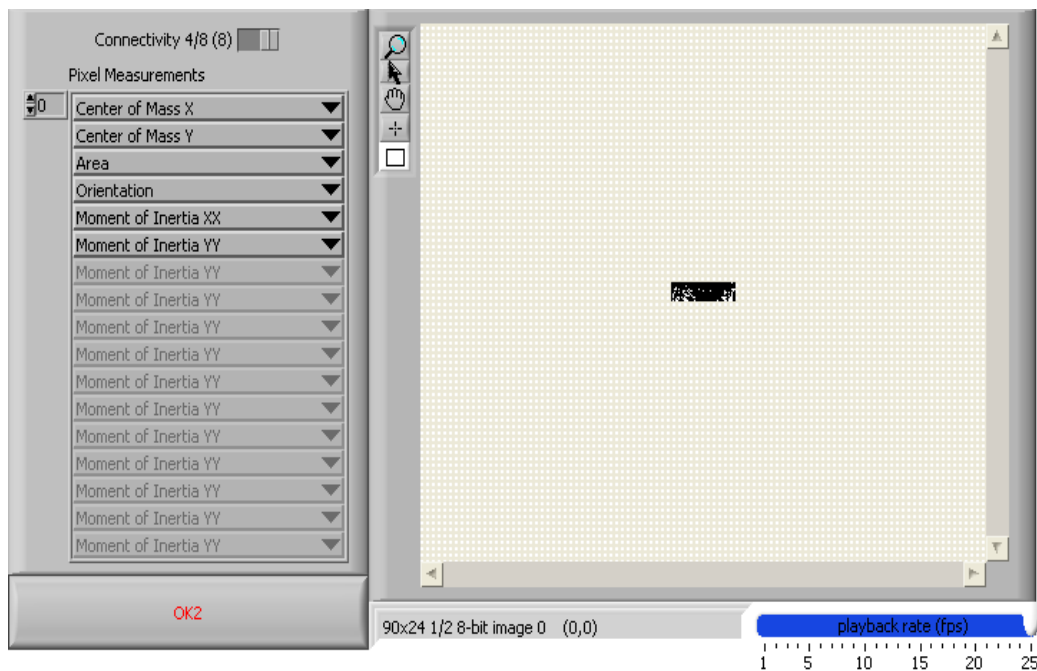 Connectivity 4/8 (8)
Pixel Measurements
0
Center of Mass X
Center of Mass Y
Area
Orientation
Moment of Inertia XX
Moment of Inertia YY
Moment of Inertia YY
Moment of Inertia YY
Moment of Inertia YY
Moment of Inertia YY
Moment of Inertia YY
Moment of Inertia YY
Moment of Inertia YY
Moment of Inertia YY
Moment of Inertia YY
Moment of Inertia YY
Moment of Inertia YY
OK2
90x24 1/2 8-bit image 0 (0,0)
playback rate (fps)
1 5 10 15 20 25